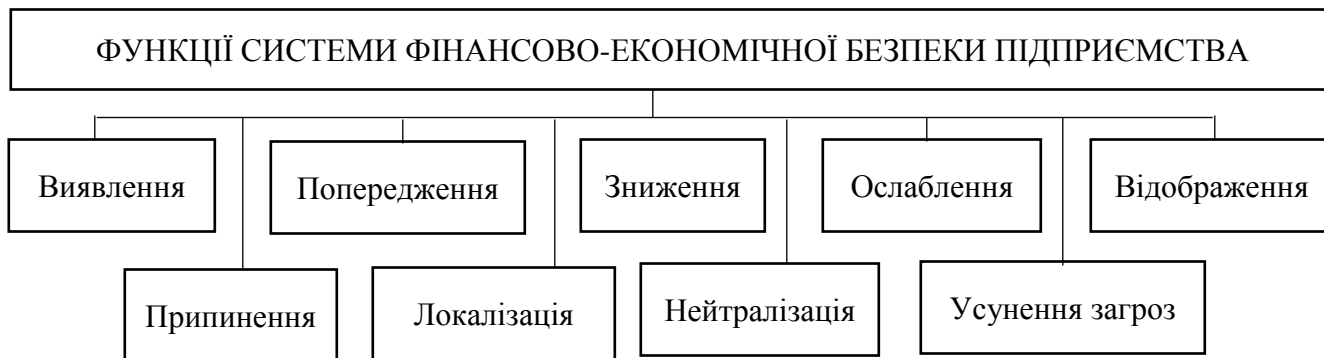 ФУНКЦІЇ СИСТЕМИ ФІНАНСОВО-ЕКОНОМІЧНОЇ БЕЗПЕКИ ПІДПРИЄМСТВА
Виявлення
Попередження
Зниження
Ослаблення
Відображення
Припинення
Локалізація
Нейтралізація
Усунення загроз